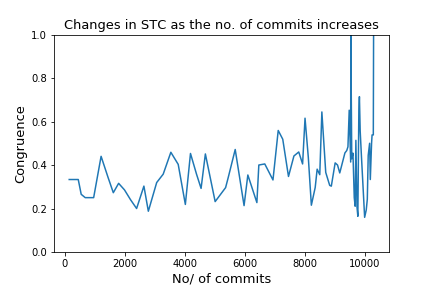 Changes in STC as the no. of commits increases
1.0
0.8
0.6
0.4
0.2
0.0
Congruence
0 2000 4000 6000 8000 10000
No/ of commits